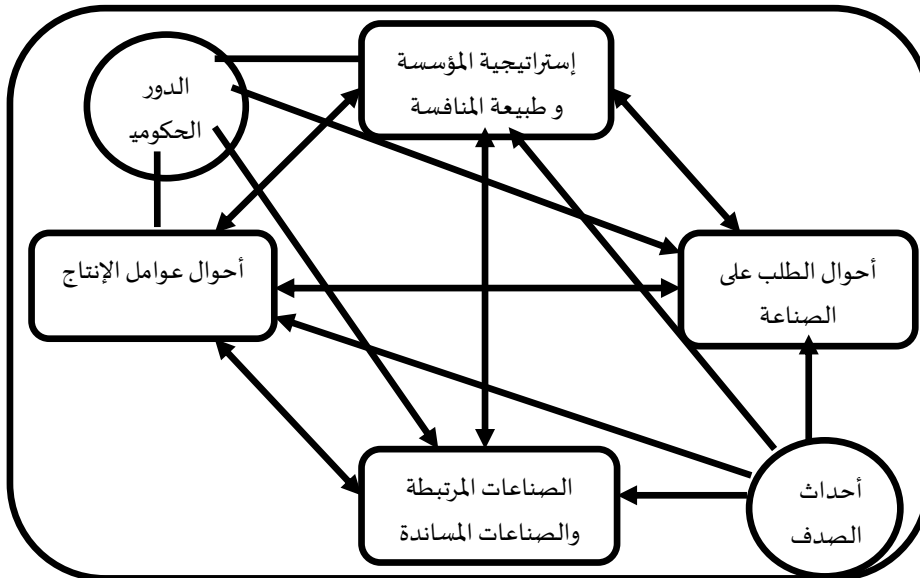 إستراتيجية المؤسسة
و طبيعة المنافسة
الدور
الحكومي
أحوال الطلب على
الصناعة
أحوال عوامل الإنتاج
الصناعات المرتبطة
والصناعات المساندة
أحداث
الصدف